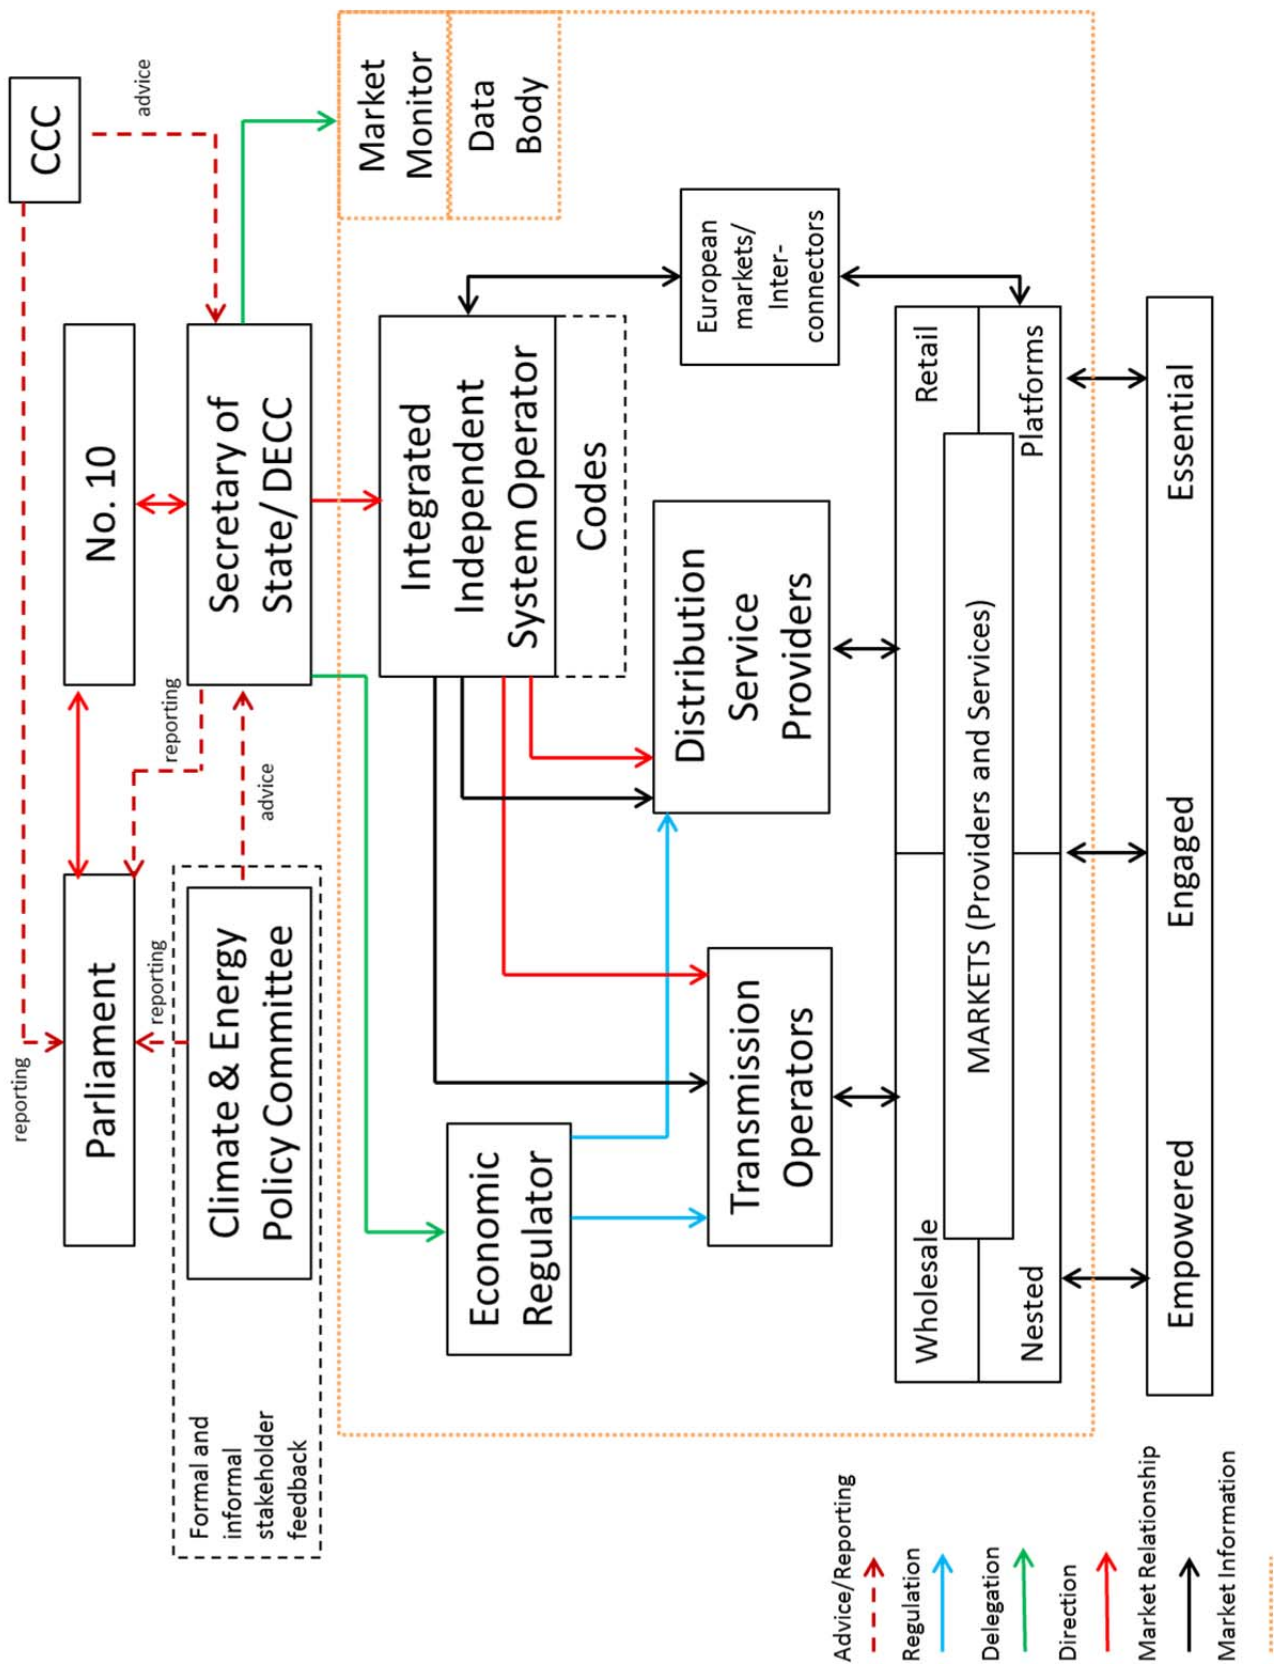 CCC
advice
reporting
Parliament
No. 10
reporting
reporting
Formal and
informal
stakeholder
feedback
Climate & Energy
Policy Committee
advice
Secretary of
State/ DECC
Market
Monitor
Data
Body
Economic
Regulator
Integrated
Independent
System Operator
Codes
Transmission
Operators
Distribution
Service
Providers
European
markets/
Inter-
connectors
Wholesale
Retail
MARKETS (Providers and Services)
Nested
Platforms
Empowered
Engaged
Essential
Advice/Reporting
Regulation
Delegation
Direction
Market Relationship
Market Information